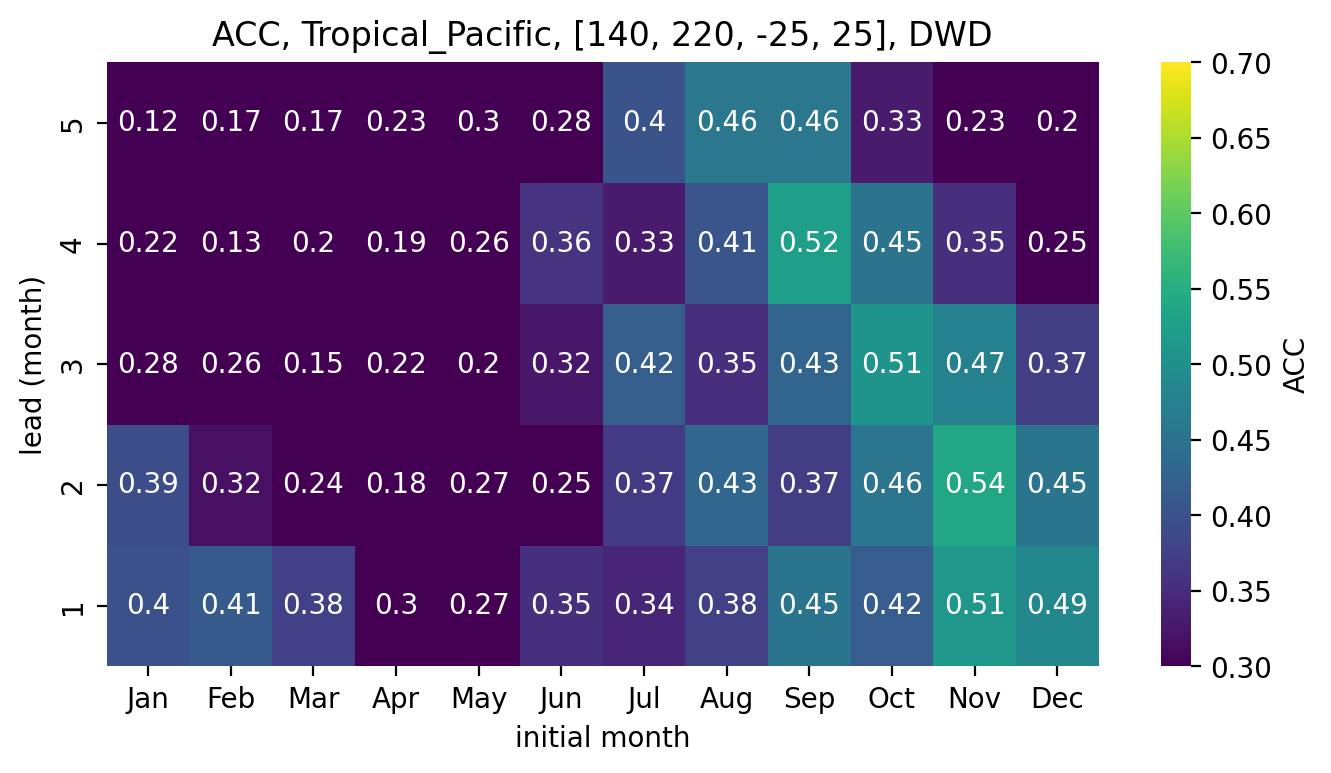 ACC, Tropical_Pacific, [140, 220, -25, 25], DWD
5 0.12 0.17 0.17 0.23 0.3 0.28 0.4 0.46 0.46 0.33 0.23 0.2
4 0.22 0.13 0.2 0.19 0.26 0.36 0.33 0.41 0.52 0.45 0.35 0.25
3 0.28 0.26 0.15 0.22 0.2 0.32 0.42 0.35 0.43 0.51 0.47 0.37
2 0.39 0.32 0.24 0.18 0.27 0.25 0.37 0.43 0.37 0.46 0.54 0.45
1 0.4 0.41 0.38 0.3 0.27 0.35 0.34 0.38 0.45 0.42 0.51 0.49
Jan Feb Mar Apr May Jun Jul Aug Sep Oct Nov Dec
initial month
lead (month)
0.70
0.65
0.60
0.55
0.50
0.45
0.40
0.35
0.30
ACC